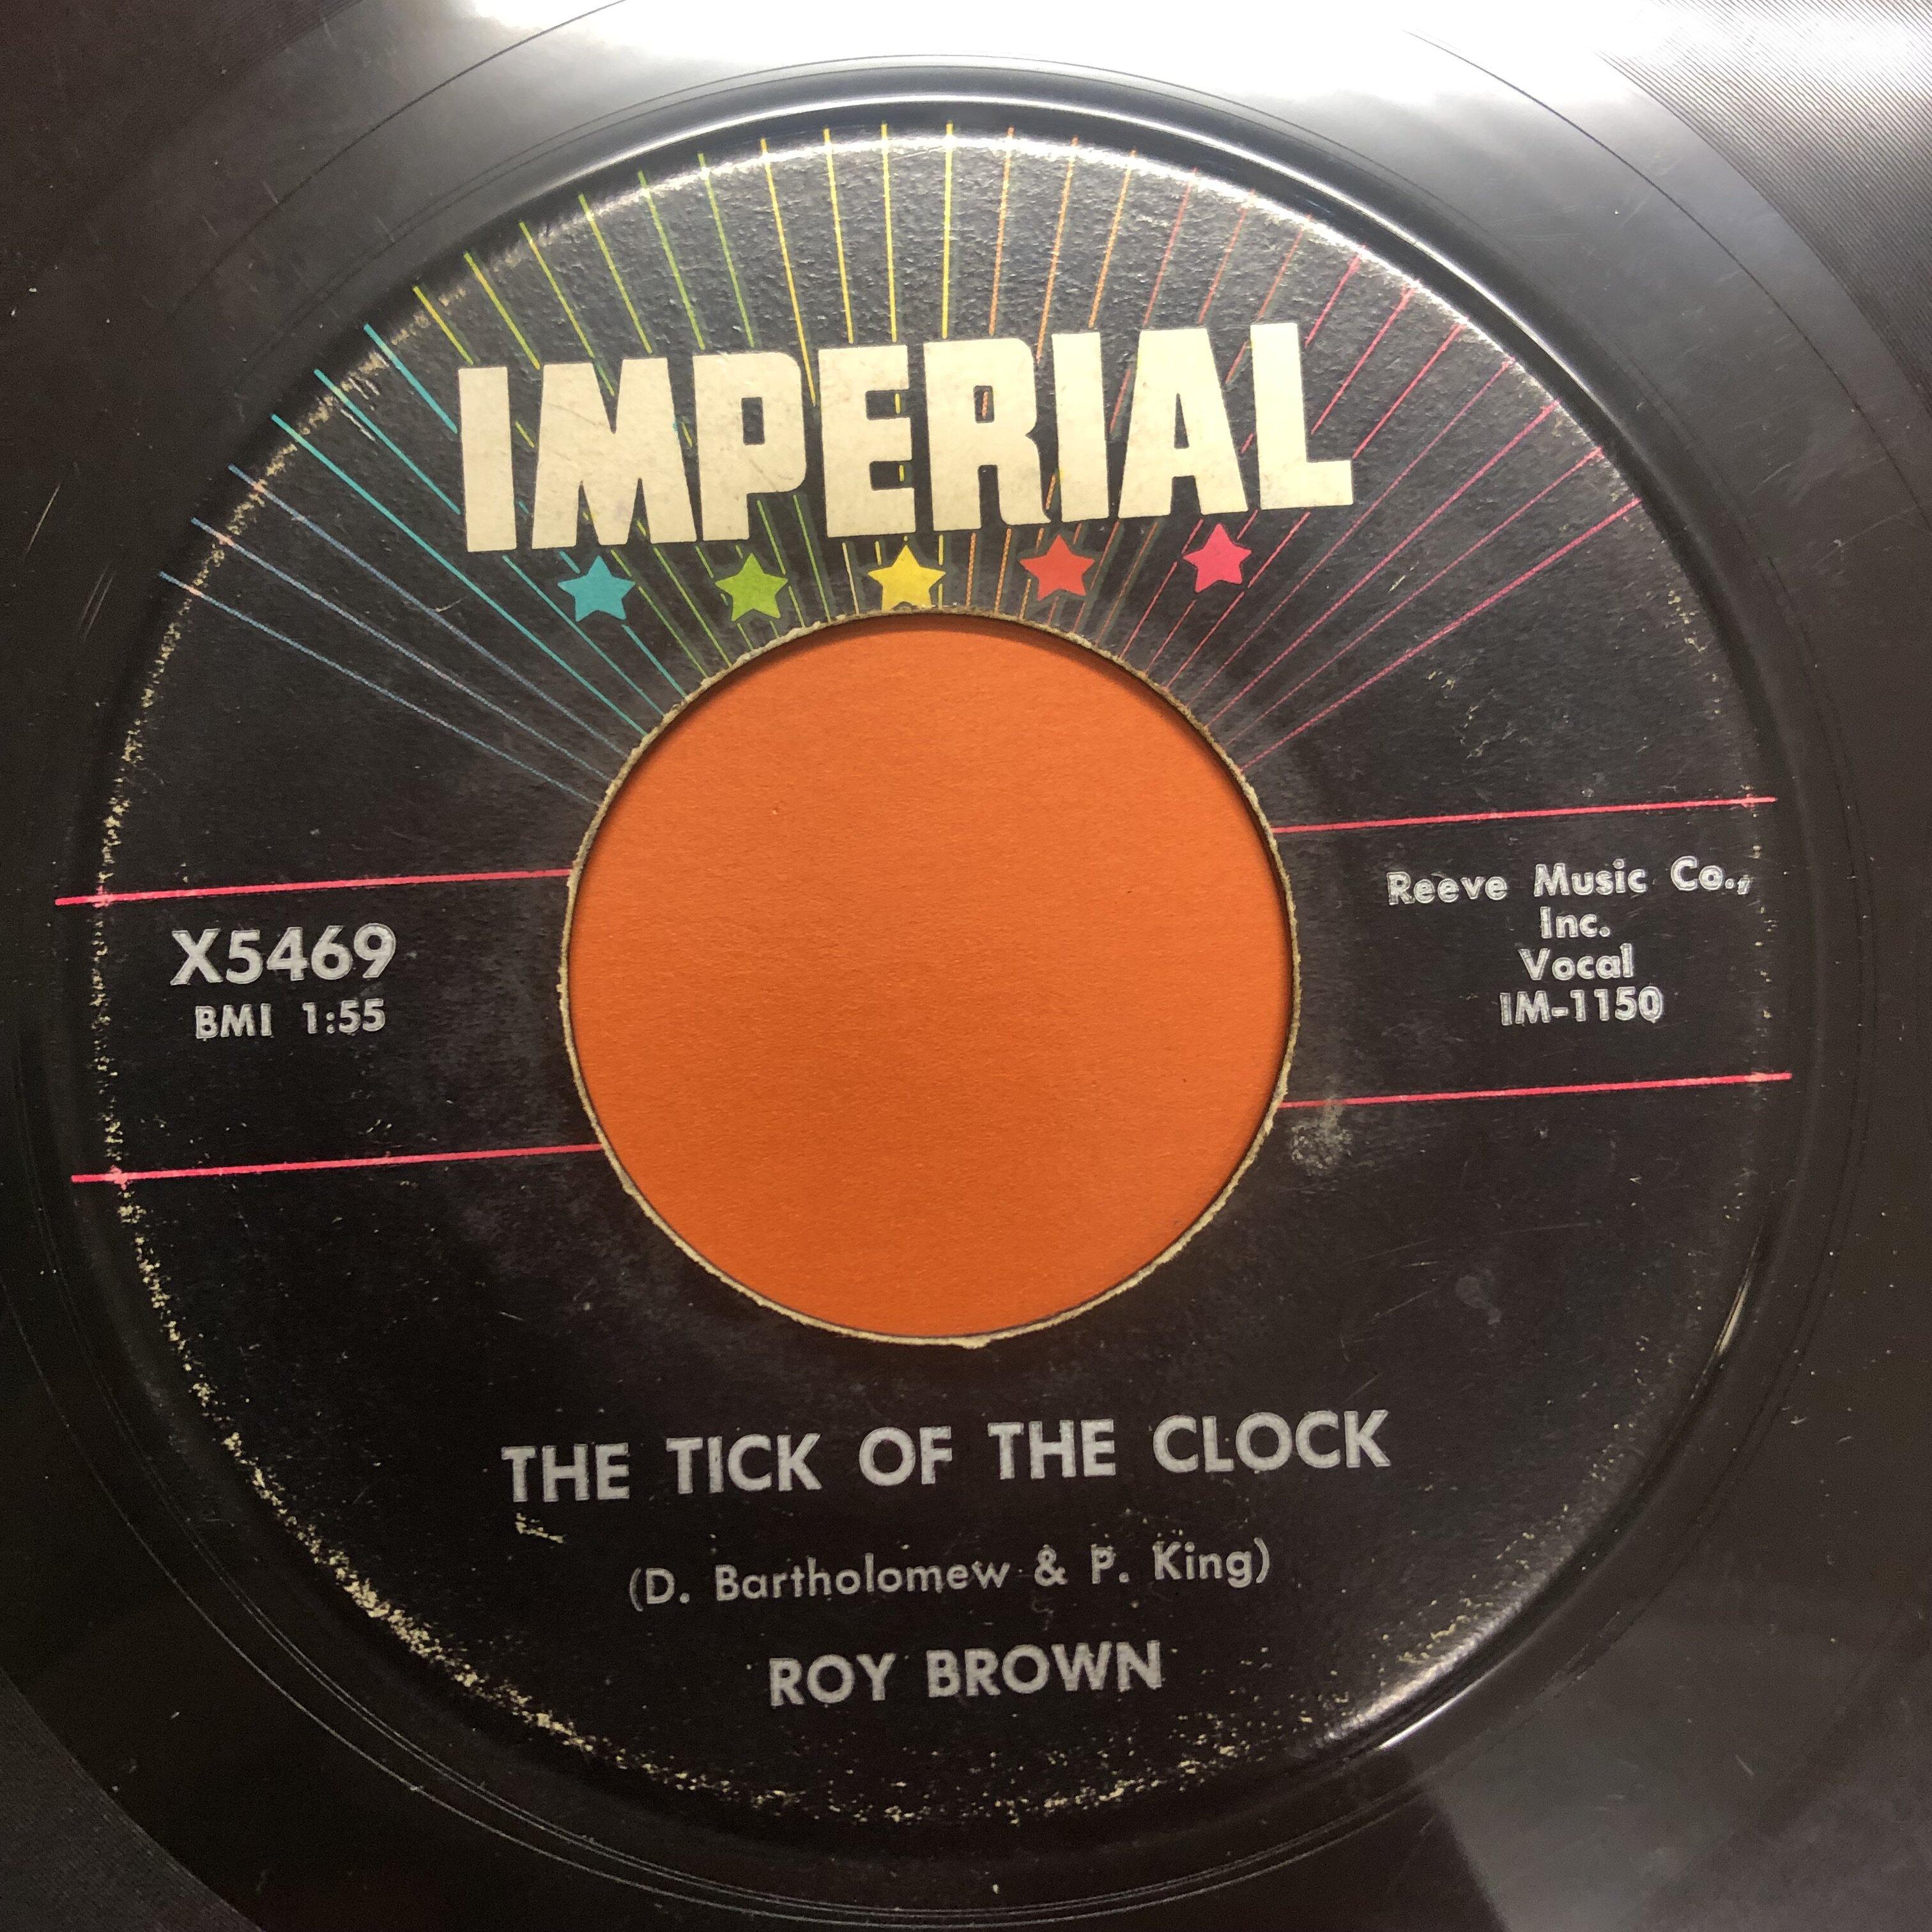 IMPERIAL
X5469
BMI 1:55
Reeve Music Co.,
Inc.
Vocal
IM-1150
THE TICK OF THE CLOCK
(D. Bartholomew & P. King)
ROY BROWN